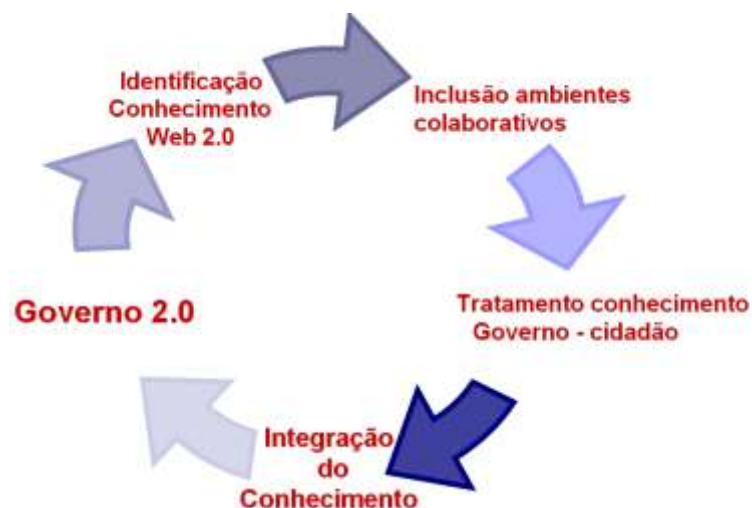 Identificação
Conhecimento
Web 2.0
Inclusão ambientes
colaborativos
Tratamento conhecimento
Governo - cidadão
Integração
do
Conhecimento
Governo 2.0